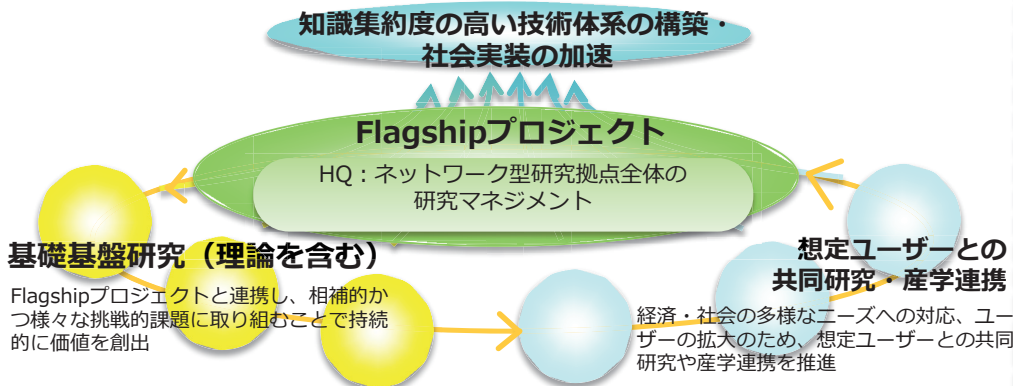 知識集約度の高い技術体系の構築・
社会実装の加速
Flagshipプロジェクト
HQ：ネットワーク型研究拠点全体の
研究マネジメント
基礎基盤研究（理論を含む）
Flagshipプロジェクトと連携し、相補的か
つ様々な挑戦的課題に取り組むことで持続
的に価値を創出
想定ユーザーとの
共同研究・産学連携
経済・社会の多様なニーズへの対応、ユー
ザーの拡大のため、想定ユーザーとの共同
研究や産学連携を推進